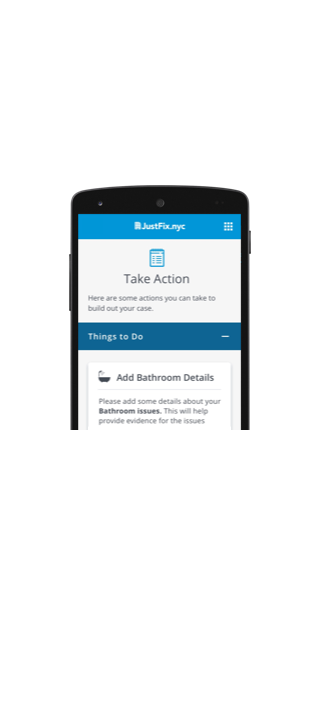 JustFix.nyc
Take Action
Here are some actions you can take to
build out your case.
Things to Do
Add Bathroom Details
Please add some details about your
Bathroom issues. This will help
provide evidence for the issues